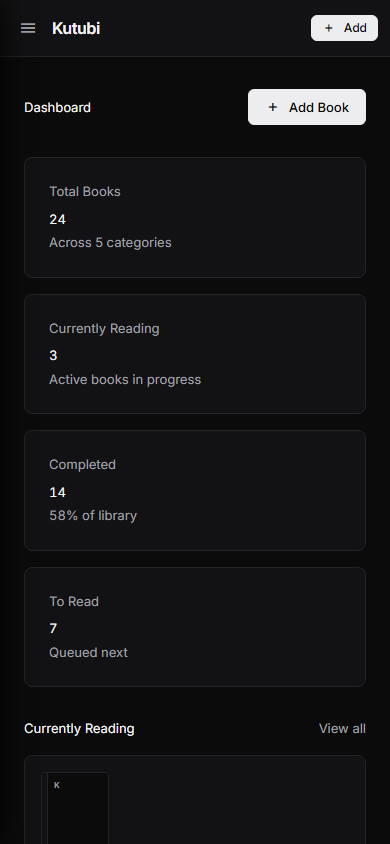 Kutubi
+ Add
Dashboard
+ Add Book
Total Books
24
Across 5 categories
Currently Reading
3
Active books in progress
Completed
14
58% of library
To Read
7
Queued next
Currently Reading
View all
K